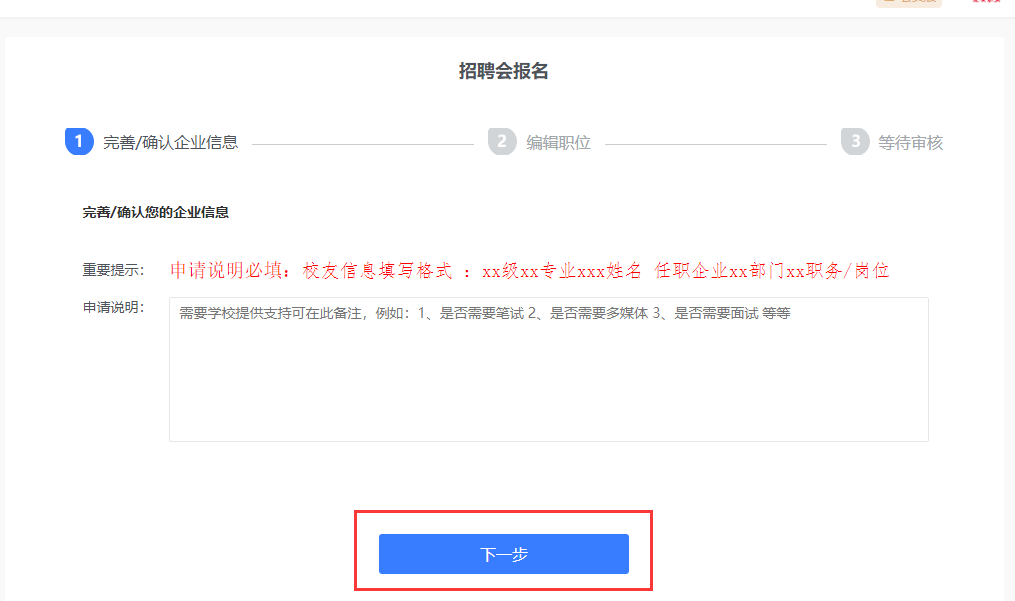 招聘会报名
1 完善/确认企业信息
2 编辑职位
3 等待审核
完善/确认您的企业信息
重要提示: 申请说明必填：校友信息填写格式 ：xx级xx专业xxx姓名 任职企业xx部门xx职务/岗位
申请说明:
需要学校提供支持可在此备注，例如：1、是否需要笔试 2、是否需要多媒体 3、是否需要面试 等等
下一步